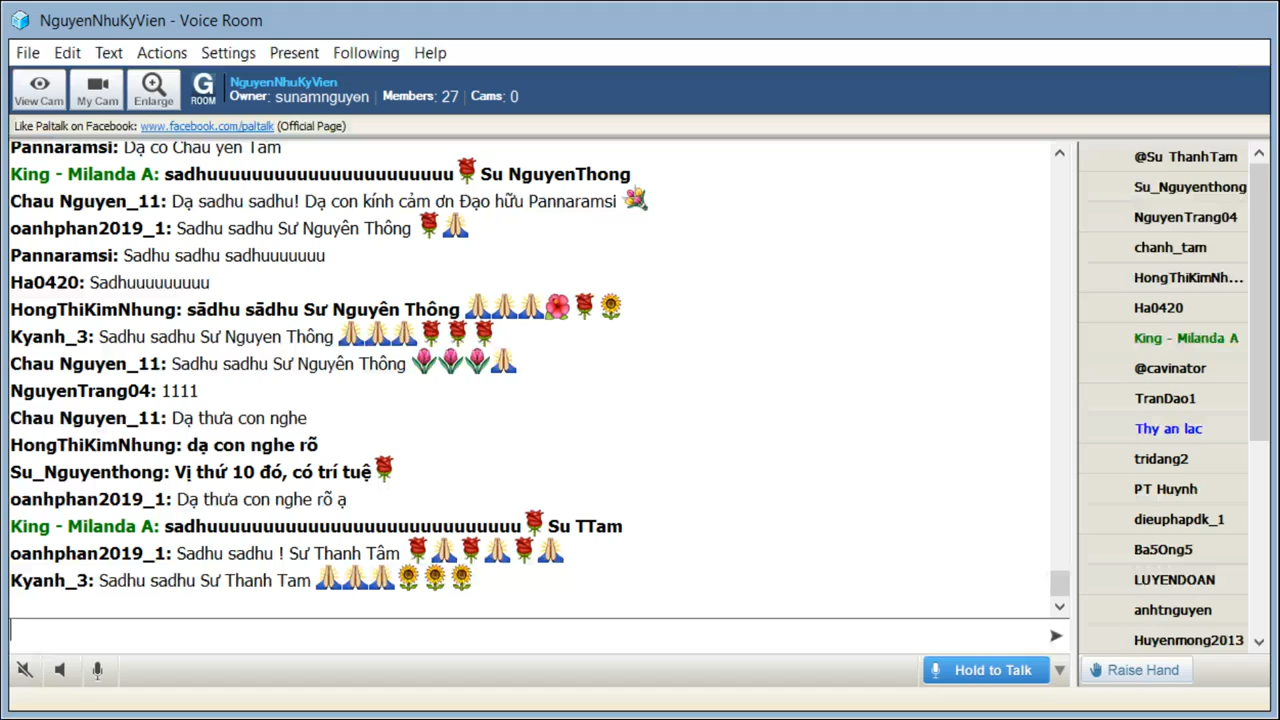 NguyenNhuKyVien - Voice Room
File Edit Text Actions Settings Present Following Help
View Cam My Cam Enlarge G ROOM NguyenNhuKyVien
Owner: sunamnguyen | Members: 27 | Cams: 0
Like Paltalk on Facebook: www.facebook.com/paltalk (Official Page)
Pannaramsi: Dạ co Chau yen Tam
King - Milanda A: sadhuuuuuuuuuuuuuuuuuuuuuu Su NguyenThong
Chau Nguyen_11: Dạ sadhu sadhu! Dạ con kính cảm ơn Đạo hữu Pannaramsi
oanhphan2019_1: Sadhu sadhu Sư Nguyên Thông
Pannaramsi: Sadhu sadhu sadhuuuuuuu
Ha0420: Sadhuuuuuuuuu
HongThiKimNhung: sādhu sādhu Sư Nguyên Thông
Kyanh_3: Sadhu sadhu Sư Nguyen Thông
Chau Nguyen_11: Sadhu sadhu Sư Nguyên Thông
NguyenTrang04: 1111
Chau Nguyen_11: Dạ thưa con nghe
HongThiKimNhung: dạ con nghe rõ
Su_Nguyenthong: Vị thứ 10 đó, có trí tuệ
oanhphan2019_1: Dạ thưa con nghe rõ ạ
King - Milanda A: sadhuuuuuuuuuuuuuuuuuuuuuuuuuuuu Su TTam
oanhphan2019_1: Sadhu sadhu ! Sư Thanh Tâm
Kyanh_3: Sadhu sadhu Sư Thanh Tam
@Su ThanhTam
Su_Nguyenthong
NguyenTrang04
chanh_tam
HongThiKimNh...
Ha0420
King - Milanda A
@cavinator
TranDao1
Thy an lac
tridang2
PT Huynh
dieuphapdk_1
Ba5Ong5
LUYENDOAN
anhtnguyen
Huyenmong2013
Hold to Talk
Raise Hand